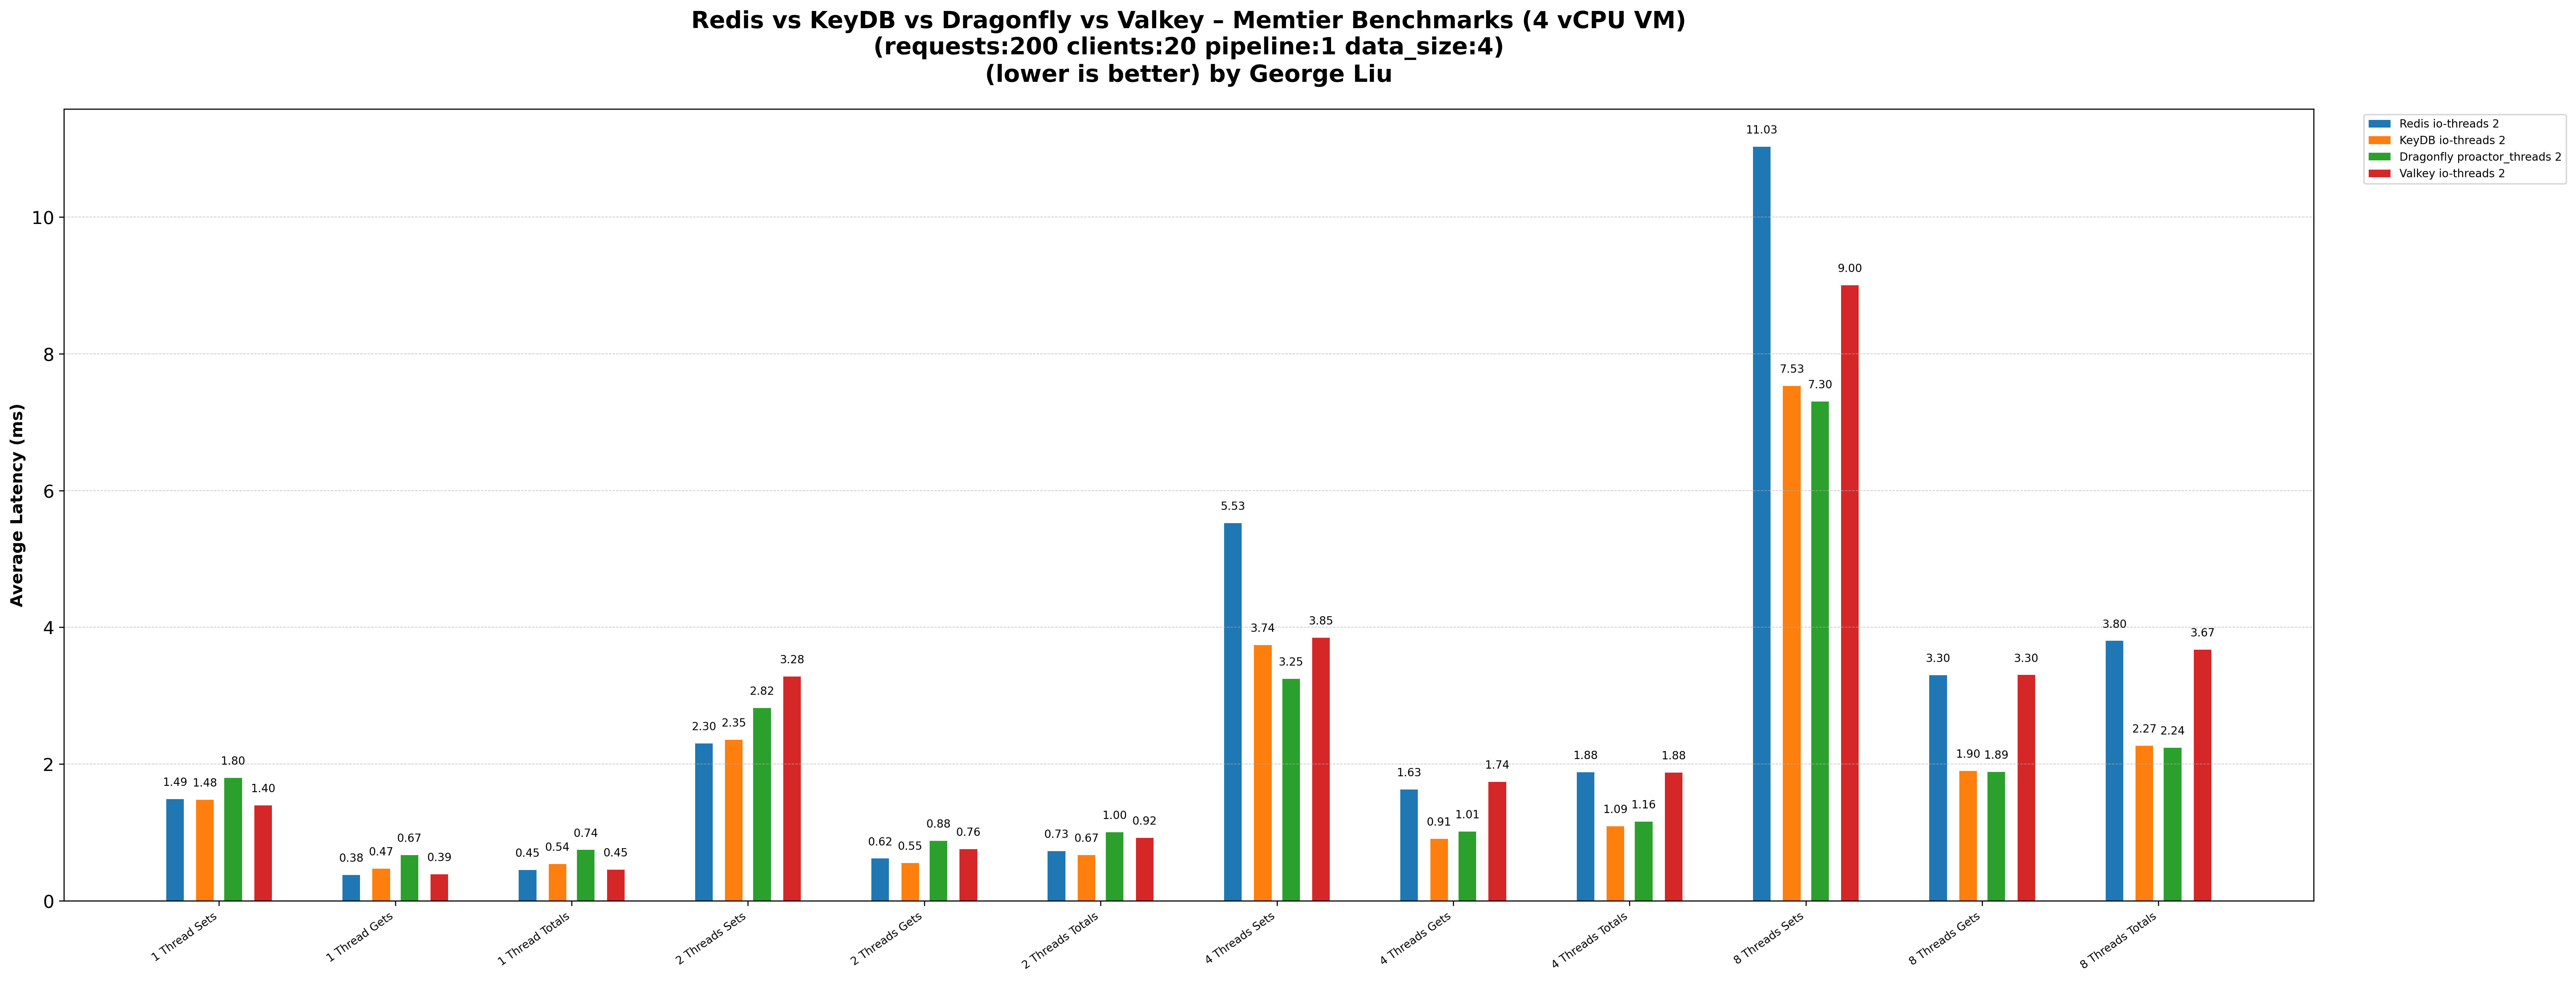 Redis vs KeyDB vs Dragonfly vs Valkey – Memtier Benchmarks (4 vCPU VM)
(requests:200 clients:20 pipeline:1 data_size:4)
(lower is better) by George Liu
Redis io-threads 2
KeyDB io-threads 2
Dragonfly proactor_threads 2
Valkey io-threads 2
Average Latency (ms)
10
8
6
4
2
0
1.49 1.48 1.80 1.40
0.38 0.47 0.67 0.39
0.45 0.54 0.74 0.45
2.30 2.35 2.82 3.28
0.62 0.55 0.88 0.76
0.73 0.67 1.00 0.92
5.53 3.74 3.25 3.85
1.63 0.91 1.01 1.74
1.88 1.09 1.16 1.88
11.03 7.53 7.30 9.00
3.30 1.90 1.89 3.30
3.80 2.27 2.24 3.67
1 Thread Sets
1 Thread Gets
1 Thread Totals
2 Threads Sets
2 Threads Gets
2 Threads Totals
4 Threads Sets
4 Threads Gets
4 Threads Totals
8 Threads Sets
8 Threads Gets
8 Threads Totals